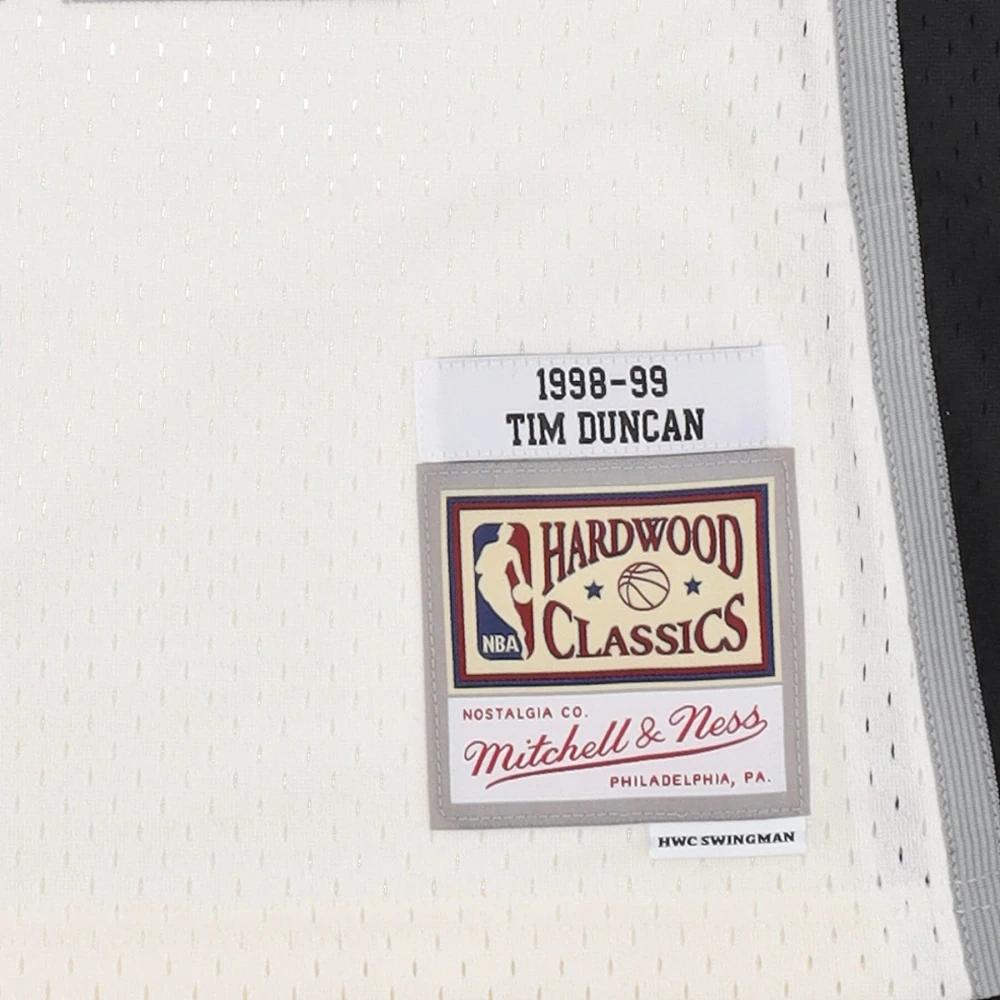 1998-99
TIM DUNCAN
HARDWOOD
CLASSICS
NBA
NOSTALGIA CO.
Mitchell & Ness
PHILADELPHIA, PA.
HWC SWINGMAN